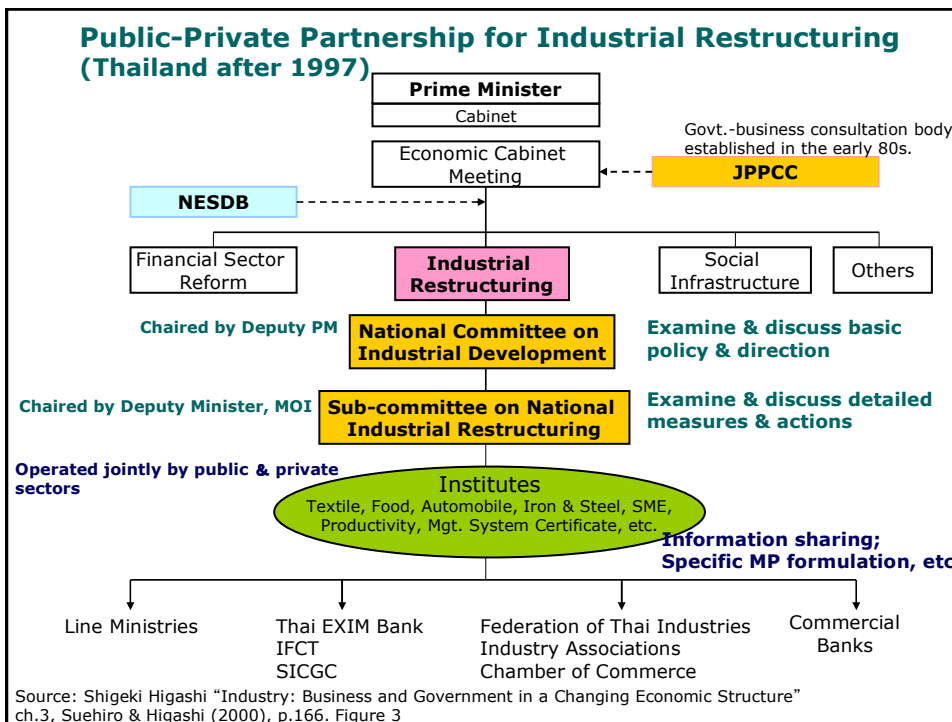 Public-Private Partnership for Industrial Restructuring
(Thailand after 1997)
Prime Minister
Cabinet
Govt.-business consultation body
established in the early 80s.
Economic Cabinet
Meeting
JPPCC
NESDB
Financial Sector
Reform
Industrial
Restructuring
Social
Infrastructure
Others
Chaired by Deputy PM
National Committee on
Industrial Development
Examine & discuss basic
policy & direction
Chaired by Deputy Minister, MOI
Sub-committee on National
Industrial Restructuring
Examine & discuss detailed
measures & actions
Operated jointly by public & private
sectors
Institutes
Textile, Food, Automobile, Iron & Steel, SME,
Productivity, Mgt. System Certificate, etc.
Information sharing;
Specific MP formulation, etc
Line Ministries
Thai EXIM Bank
IFCT
SICGC
Federation of Thai Industries
Industry Associations
Chamber of Commerce
Commercial
Banks
Source: Shigeki Higashi “Industry: Business and Government in a Changing Economic Structure”
ch.3, Suehiro & Higashi (2000), p.166. Figure 3